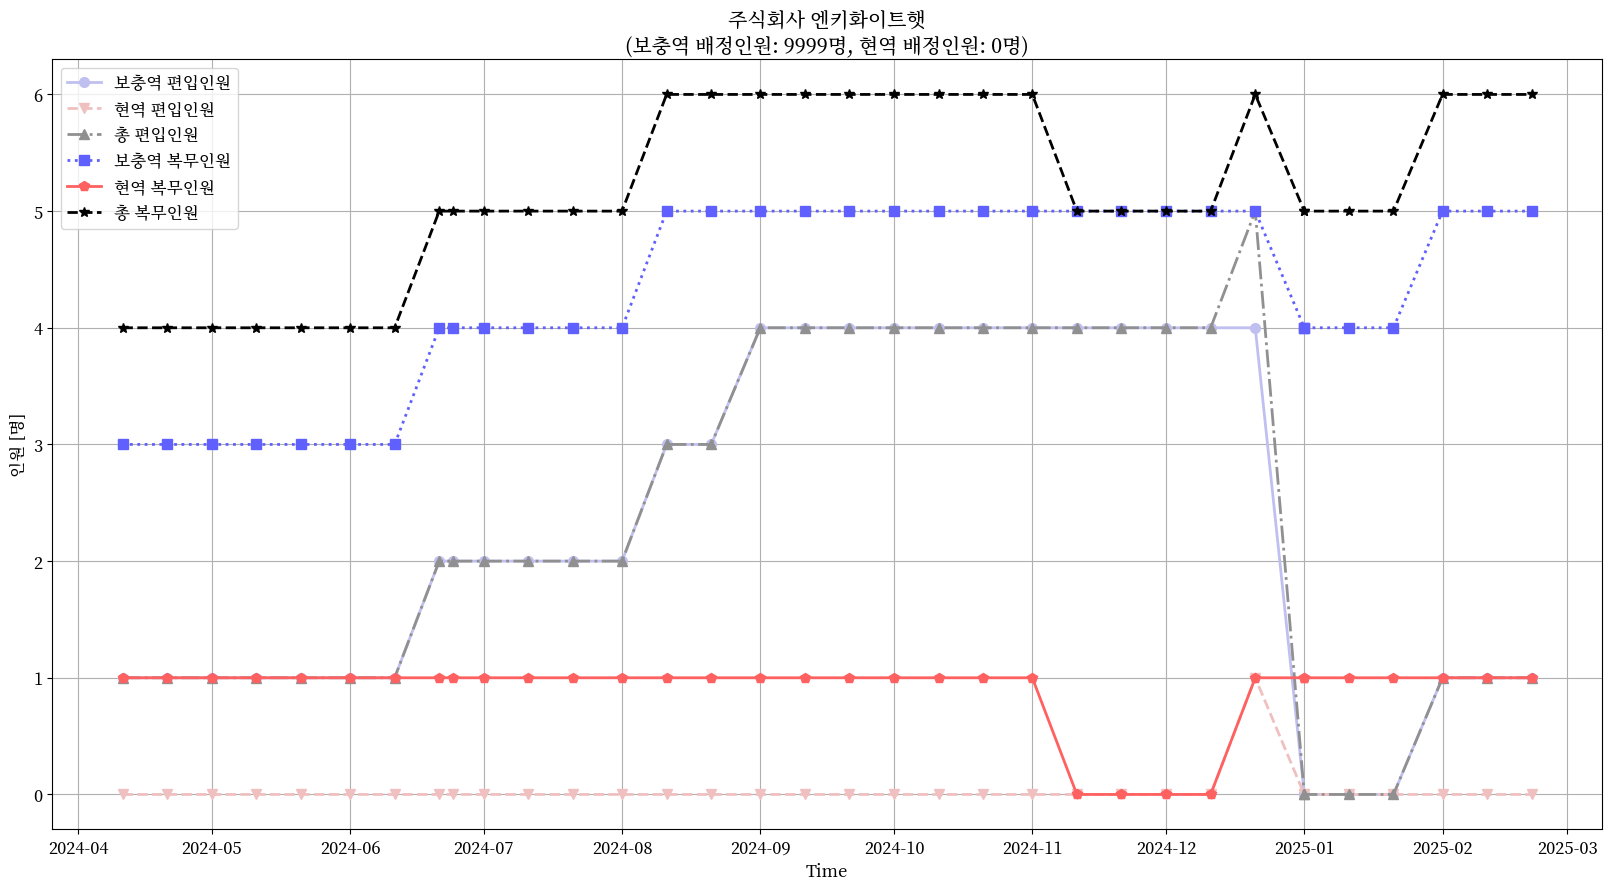 주식회사 엔키화이트햇
(보충역 배정인원: 9999명, 현역 배정인원: 0명)
보충역 편입인원
현역 편입인원
총 편입인원
보충역 복무인원
현역 복무인원
총 복무인원
인원 [명]
6
5
4
3
2
1
0
2024-04
2024-05
2024-06
2024-07
2024-08
2024-09
2024-10
2024-11
2024-12
2025-01
2025-02
2025-03
Time